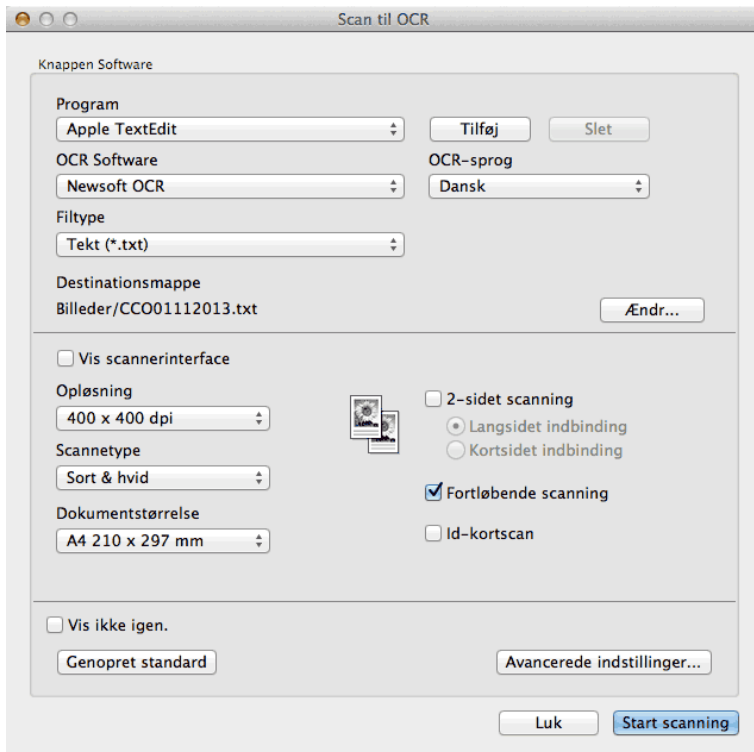 Scan til OCR
Knappen Software
Program
Apple TextEdit
Tilføj
Slet
OCR Software
OCR-sprog
Newsoft OCR
Dansk
Filtype
Tekt (*.txt)
Destinationsmappe
Billeder/CCO01112013.txt
Ændr...
Vis scannerinterface
Opløsning
400 x 400 dpi
2-sidet scanning
Langsidet indbinding
Kortsidet indbinding
Scannetype
Sort & hvid
Fortløbende scanning
Dokumentstørrelse
A4 210 x 297 mm
Id-kortscan
Vis ikke igen.
Genopret standard
Avancerede indstillinger...
Luk
Start scanning